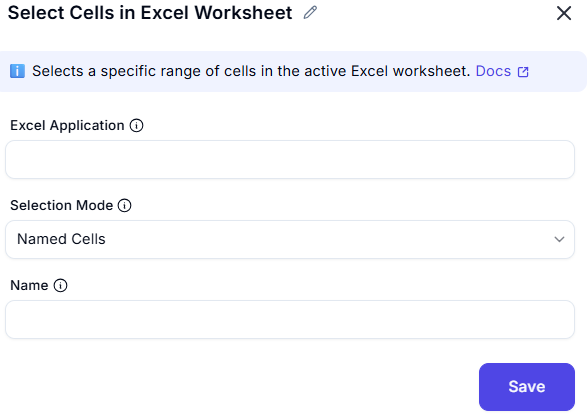 Select Cells in Excel Worksheet
Selects a specific range of cells in the active Excel worksheet. Docs
Excel Application
Selection Mode
Named Cells
Name
Save